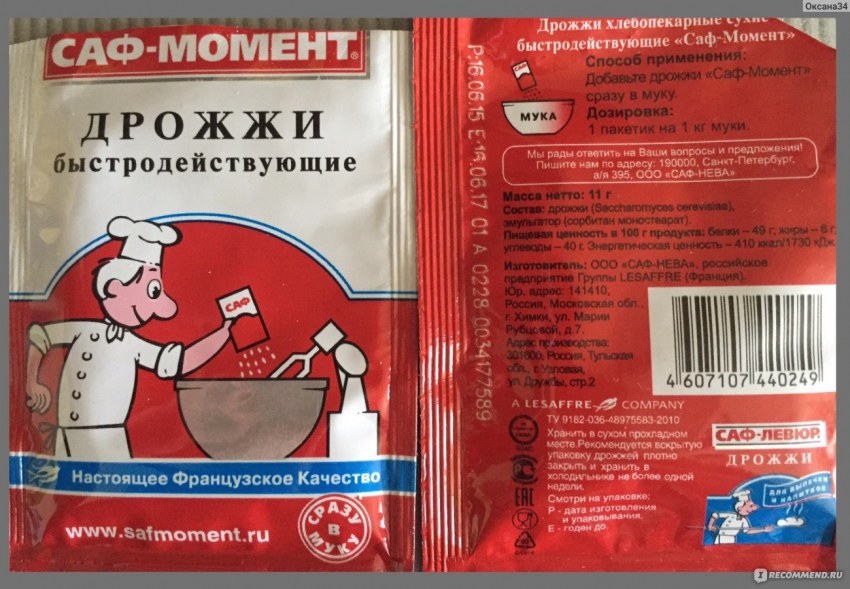 Оксана34
САФ-МОМЕНТ®
ДРОЖЖИ
быстродействующие
САФ
Настоящее Французское Качество
www.safmoment.ru
СРАЗУ
В
МУКУ
P:16.06.15 E:16.06.17 01 A 0228 0034177589
Дрожжи хлебопекарные сухие
быстродействующие «Саф-Момент»
Способ применения:
Добавьте дрожжи «Саф-Момент»
сразу в муку.
Дозировка:
1 пакетик на 1 кг муки.
САФ
МУКА
Мы рады ответить на Ваши вопросы и предложения!
Пишите нам по адресу: 190000, Санкт-Петербург,
а/я 395, ООО «САФ-НЕВА»
Масса нетто: 11 г
Состав: дрожжи (Saccharomyces cerevisiae),
эмульгатор (сорбитан моностеарат).
Пищевая ценность в 100 г продукта: белки – 49 г; жиры – 6 г;
углеводы – 40 г. Энергетическая ценность – 410 ккал/1730 кДж.
Изготовитель: ООО «САФ-НЕВА», российское
предприятие Группы LESAFFRE (Франция).
Юр. адрес: 141410,
Россия, Московская обл.,
г. Химки, ул. Марии
Рубцовой, д.7.
Адрес производства:
301600, Россия, Тульская
обл., г. Узловая,
ул. Дружбы, стр.2
4 607107 440249
A LESAFFRE COMPANY
ТУ 9182-036-48975583-2010
Хранить в сухом прохладном
месте.Рекомендуется вскрытую
упаковку дрожжей плотно
закрыть и хранить в
холодильнике не более одной
недели.
Смотри на упаковке:
P - дата изготовления
и упаковывания.
E - годен до.
EAC
САФ-ЛЕВЮР
ДРОЖЖИ
ДЛЯ ВЫПЕЧКИ
И НАПИТКОВ
IRECOMMEND.RU